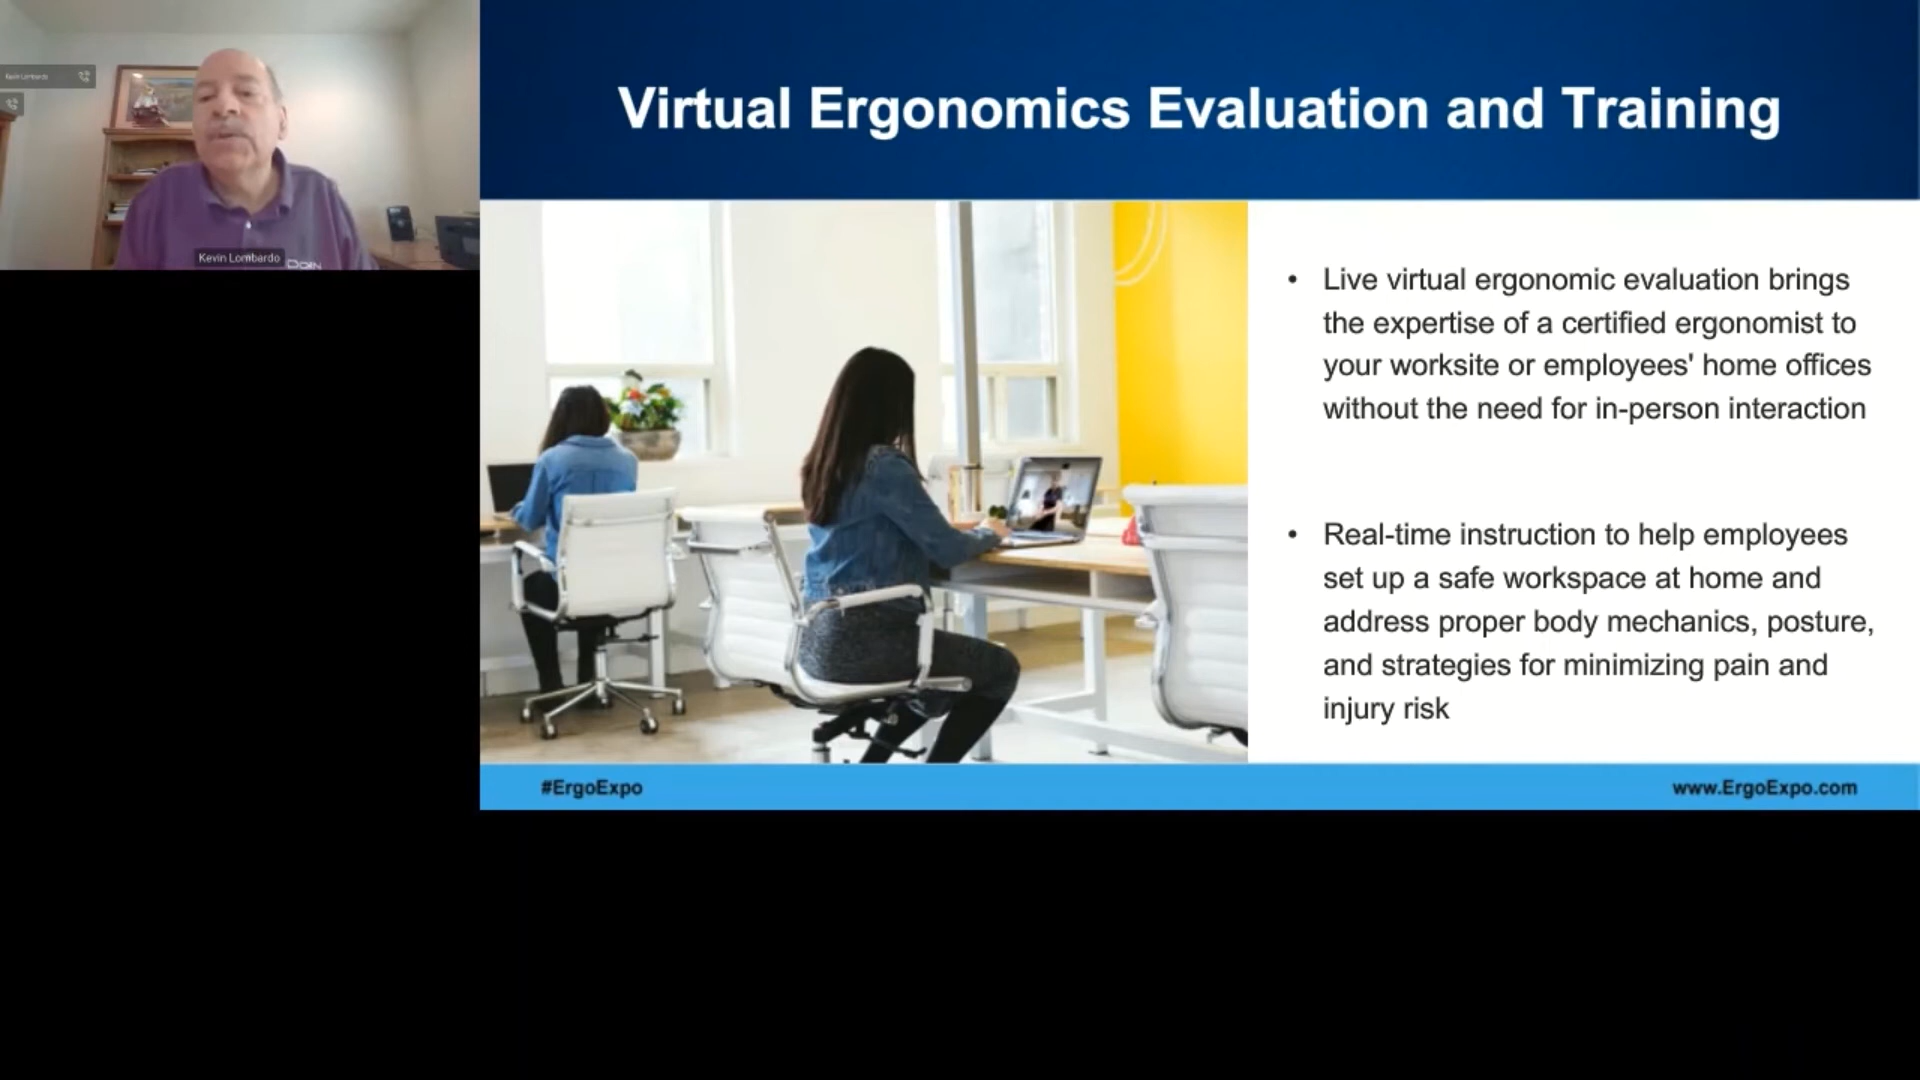 Kevin Lombardo
Kevin Lombardo
Virtual Ergonomics Evaluation and Training
• Live virtual ergonomic evaluation brings
the expertise of a certified ergonomist to
your worksite or employees' home offices
without the need for in-person interaction
• Real-time instruction to help employees
set up a safe workspace at home and
address proper body mechanics, posture,
and strategies for minimizing pain and
injury risk
#ErgoExpo
www.ErgoExpo.com